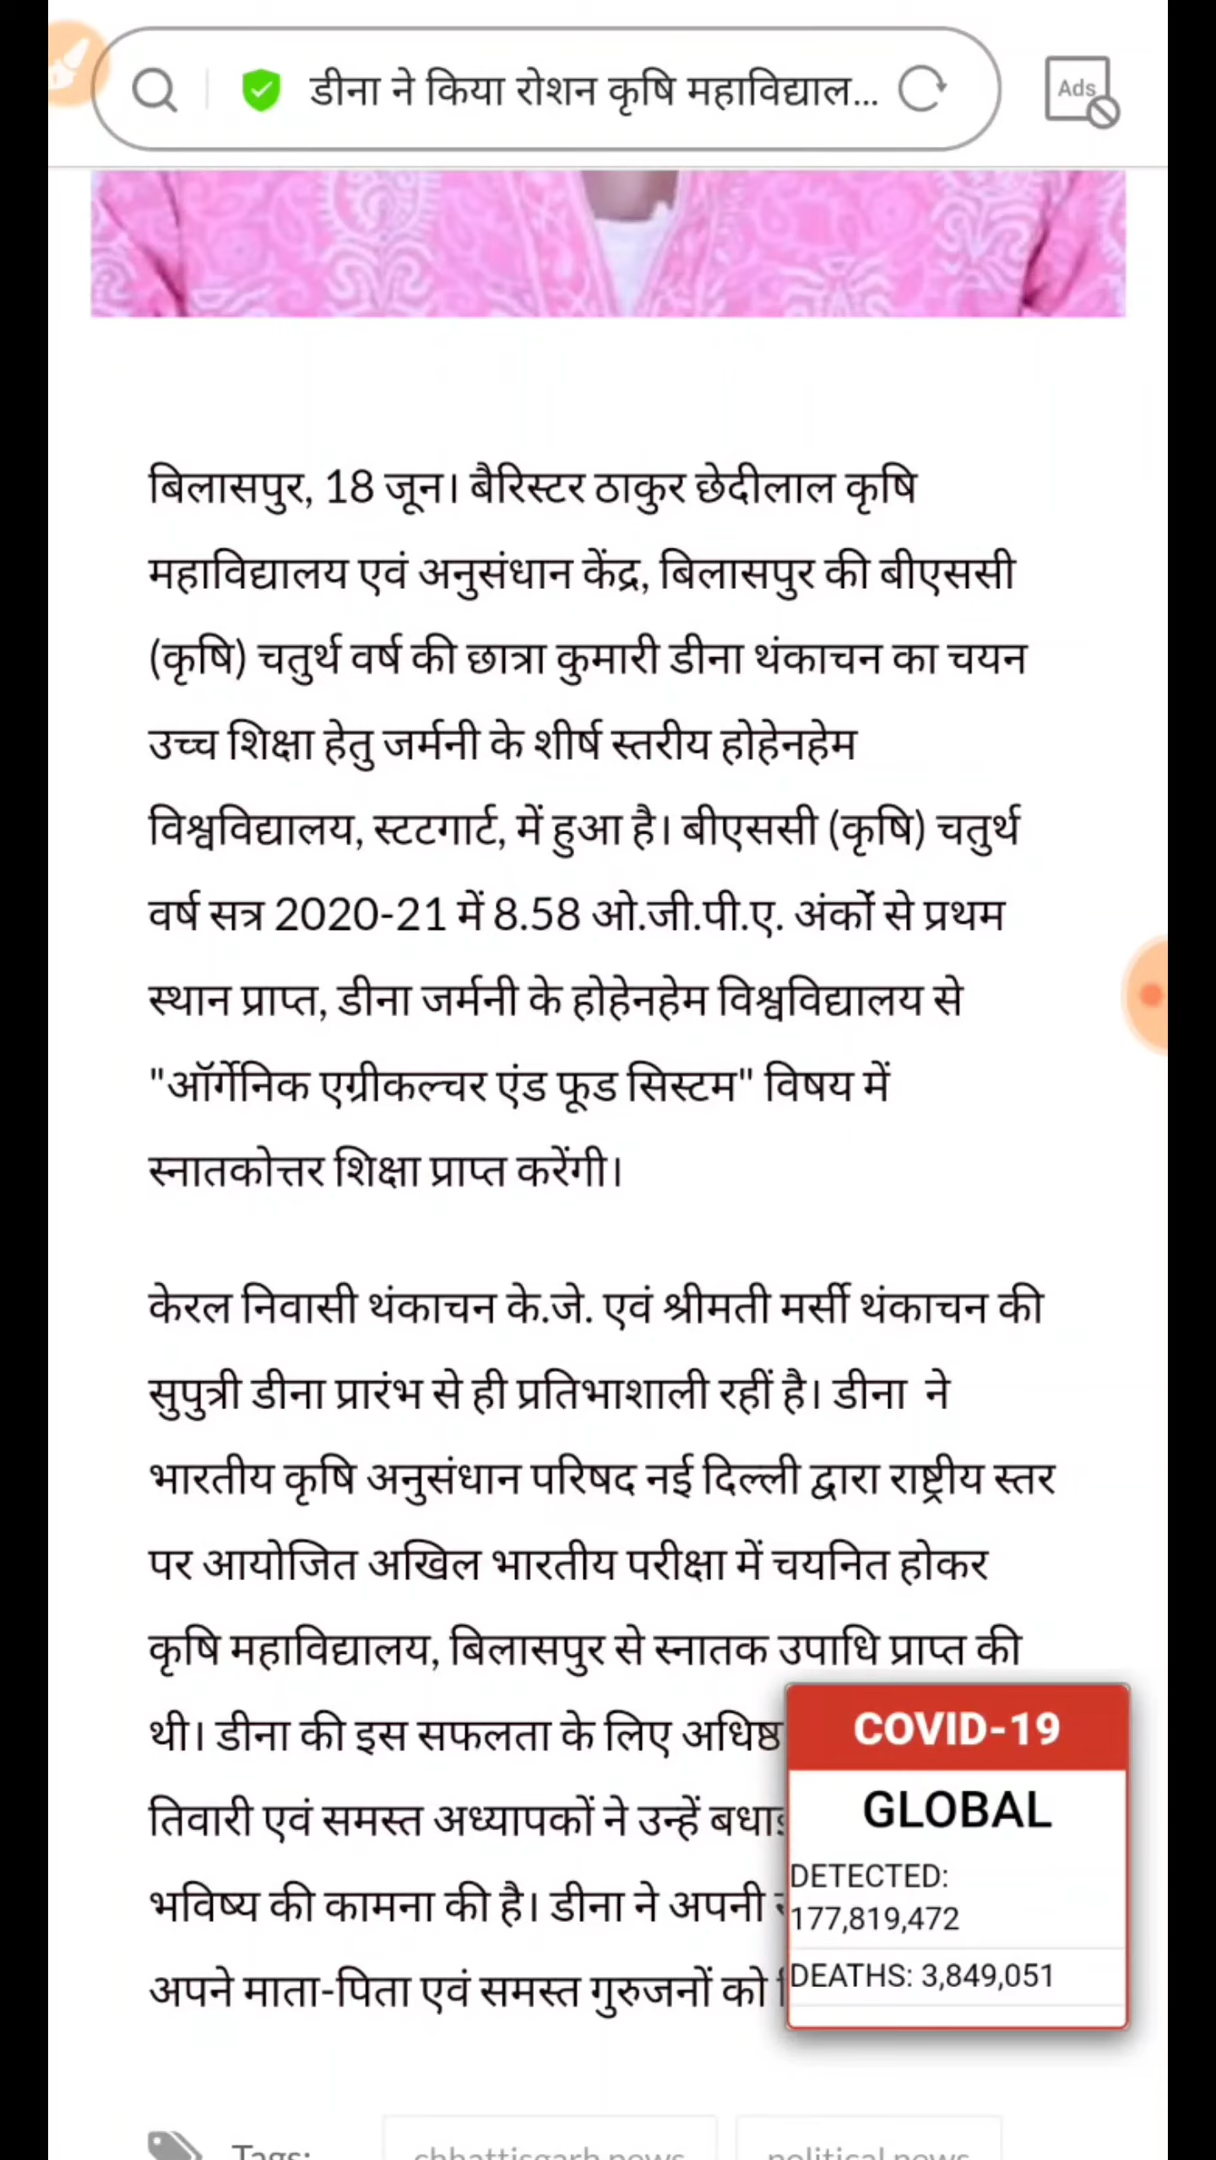 डीना ने किया रोशन कृषि महाविद्याल...
Ads
बिलासपुर, 18 जून। बैरिस्टर ठाकुर छेदीलाल कृषि
महाविद्यालय एवं अनुसंधान केंद्र, बिलासपुर की बीएससी
(कृषि) चतुर्थ वर्ष की छात्रा कुमारी डीना थंकाचन का चयन
उच्च शिक्षा हेतु जर्मनी के शीर्ष स्तरीय होहेनहेम
विश्वविद्यालय, स्टटगार्ट, में हुआ है। बीएससी (कृषि) चतुर्थ
वर्ष सत्र 2020-21 में 8.58 ओ.जी.पी.ए. अंकों से प्रथम
स्थान प्राप्त, डीना जर्मनी के होहेनहेम विश्वविद्यालय से
"ऑर्गेनिक एग्रीकल्चर एंड फूड सिस्टम" विषय में
स्नातकोत्तर शिक्षा प्राप्त करेंगी।
केरल निवासी थंकाचन के.जे. एवं श्रीमती मर्सी थंकाचन की
सुपुत्री डीना प्रारंभ से ही प्रतिभाशाली रहीं है। डीना ने
भारतीय कृषि अनुसंधान परिषद नई दिल्ली द्वारा राष्ट्रीय स्तर
पर आयोजित अखिल भारतीय परीक्षा में चयनित होकर
कृषि महाविद्यालय, बिलासपुर से स्नातक उपाधि प्राप्त की
थी। डीना की इस सफलता के लिए
तिवारी एवं समस्त अध्यापकों ने उन्हें
भविष्य की कामना की है। डीना ने अपनी
अपने माता-पिता एवं समस्त गुरुजनों को
COVID-19
GLOBAL
DETECTED:
177,819,472
DEATHS: 3,849,051
Tags:
chhattisgarh news
political news